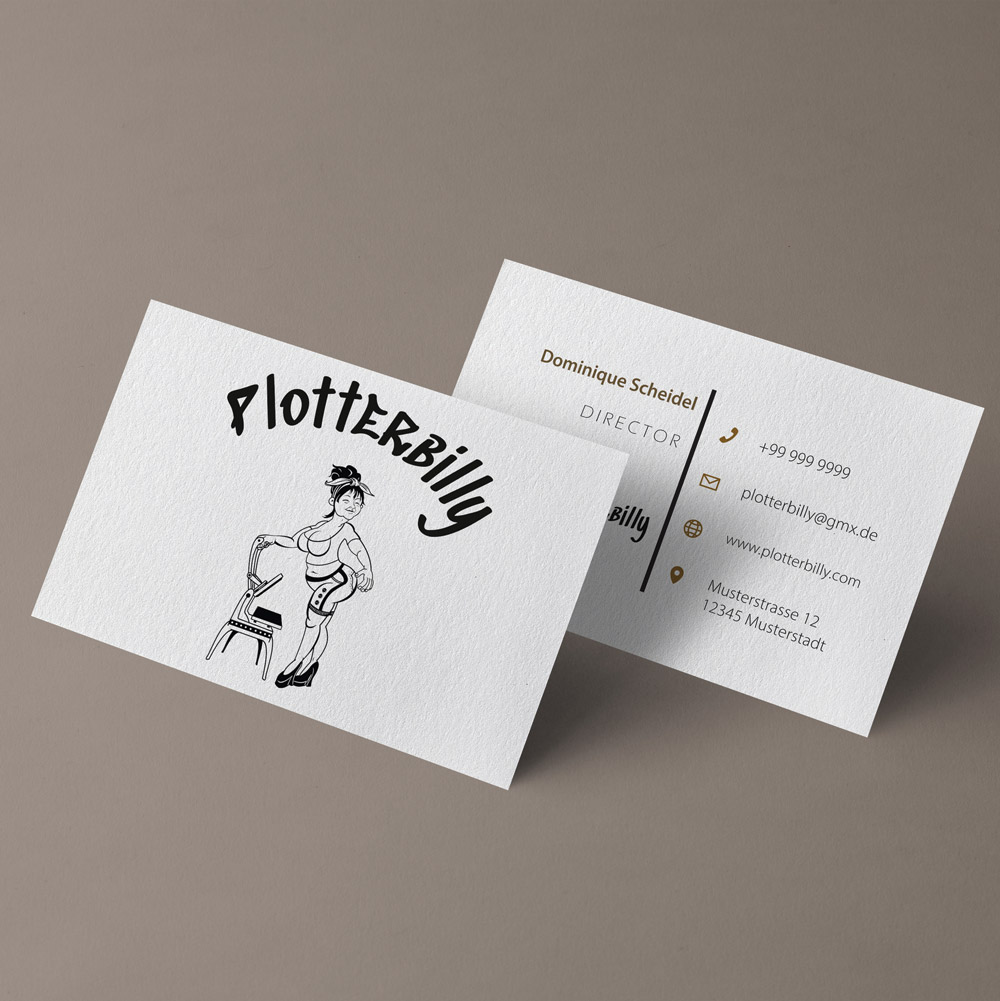 PlottERBilly
Dominique Scheidel
DIRECTOR
Billy
+99 999 9999
plotterbilly@gmx.de
www.plotterbilly.com
Musterstrasse 12
12345 Musterstadt